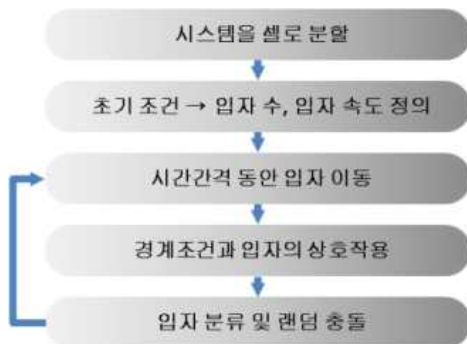 시스템을 셀로 분할
초기 조건 → 입자 수, 입자 속도 정의
시간간격 동안 입자 이동
경계조건과 입자의 상호작용
입자 분류 및 랜덤 충돌